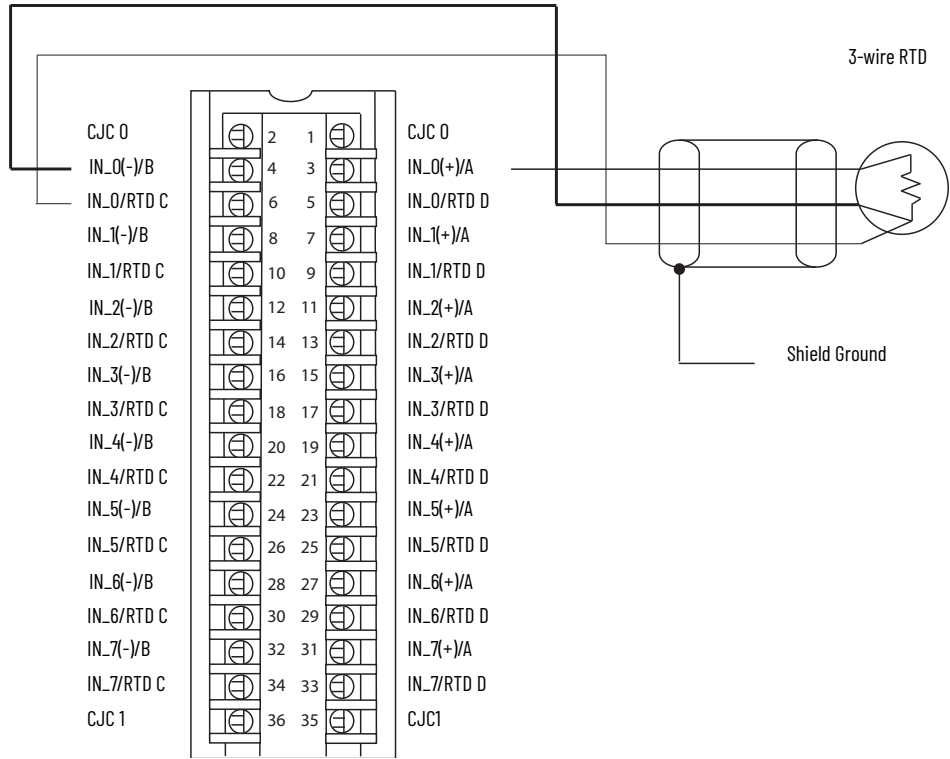 3-wire RTD
CJC 0 2 1 CJC 0
IN_0(-)/B 4 3 IN_0(+)/A
IN_0/RTD C 6 5 IN_0/RTD D
IN_1(-)/B 8 7 IN_1(+)/A
IN_1/RTD C 10 9 IN_1/RTD D
IN_2(-)/B 12 11 IN_2(+)/A
IN_2/RTD C 14 13 IN_2/RTD D
IN_3(-)/B 16 15 IN_3(+)/A
IN_3/RTD C 18 17 IN_3/RTD D
IN_4(-)/B 20 19 IN_4(+)/A
IN_4/RTD C 22 21 IN_4/RTD D
IN_5(-)/B 24 23 IN_5(+)/A
IN_5/RTD C 26 25 IN_5/RTD D
IN_6(-)/B 28 27 IN_6(+)/A
IN_6/RTD C 30 29 IN_6/RTD D
IN_7(-)/B 32 31 IN_7(+)/A
IN_7/RTD C 34 33 IN_7/RTD D
CJC 1 36 35 CJC1
Shield Ground